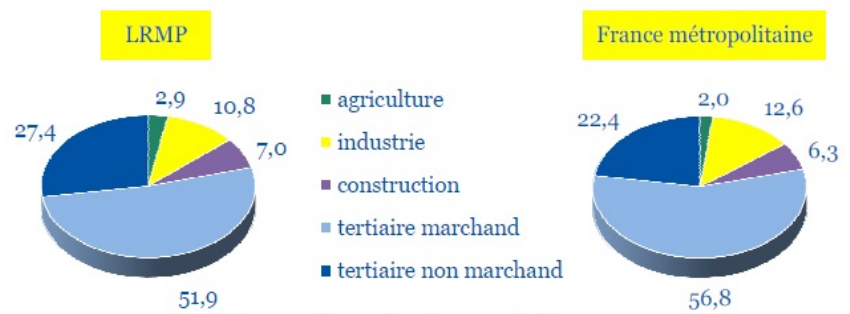 LRMP
France métropolitaine
2,9
10,8
27,4
7,0
51,9
agriculture
industrie
construction
tertiaire marchand
tertiaire non marchand
2,0
12,6
22,4
6,3
56,8